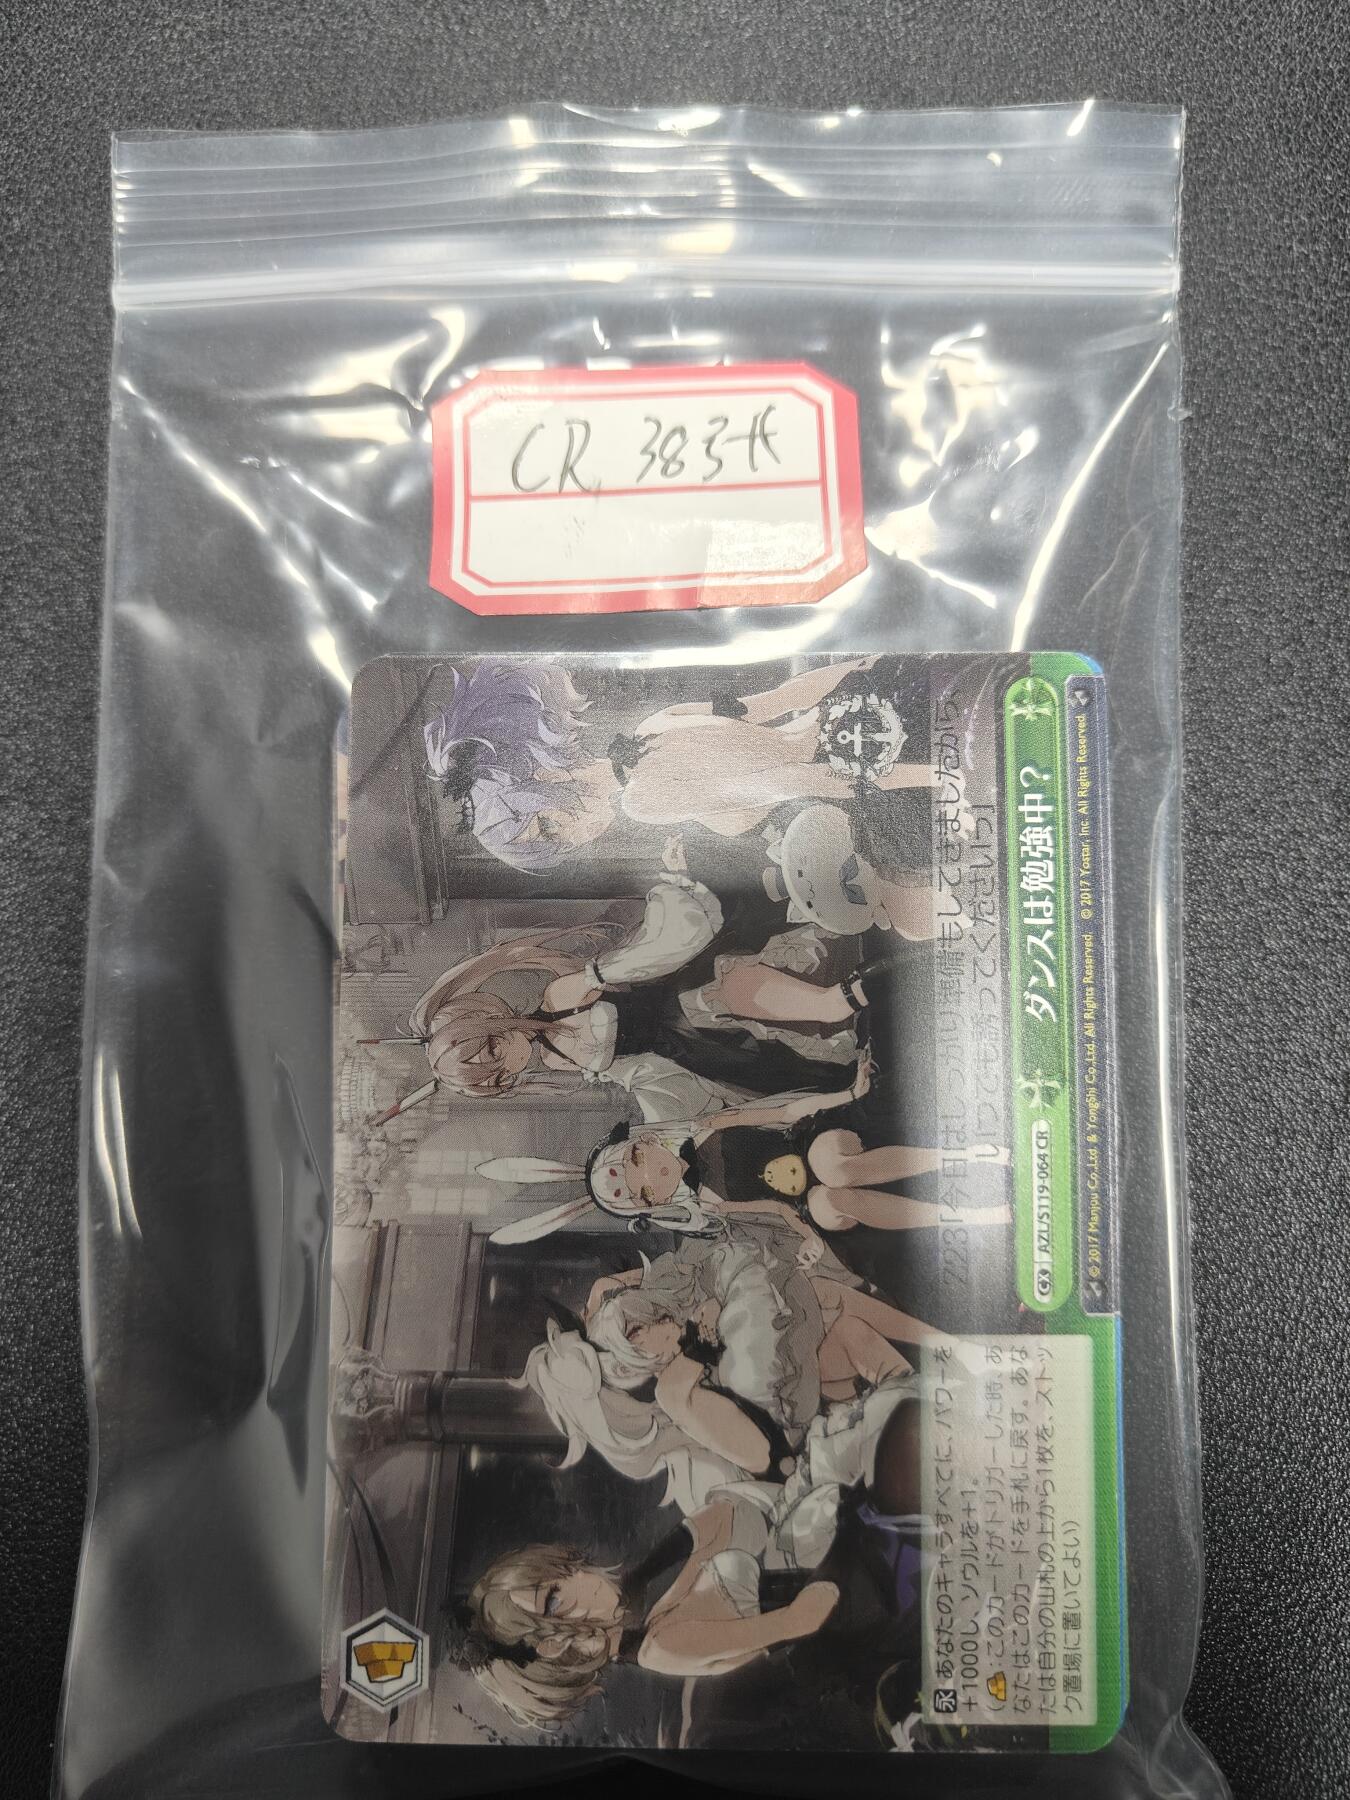 CR 38张
223「今日はしっかり準備もしてきましたから、
いつでも誘ってくださいっ」
CX AZL/S119-064 CR ダンスは勉強中？
© 2017 Manjuu Co.,Ltd. & YongShi Co.,Ltd. All Rights Reserved. © 2017 Yostar, Inc. All Rights Reserved.
永 あなたのキャラすべてに、パワーを
＋1000し、ソウルを＋1。
（:このカードがトリガーした時、あ
なたはこのカードを手札に戻す。あな
たは自分の山札の上から1枚を、ストッ
ク置場に置いてよい）